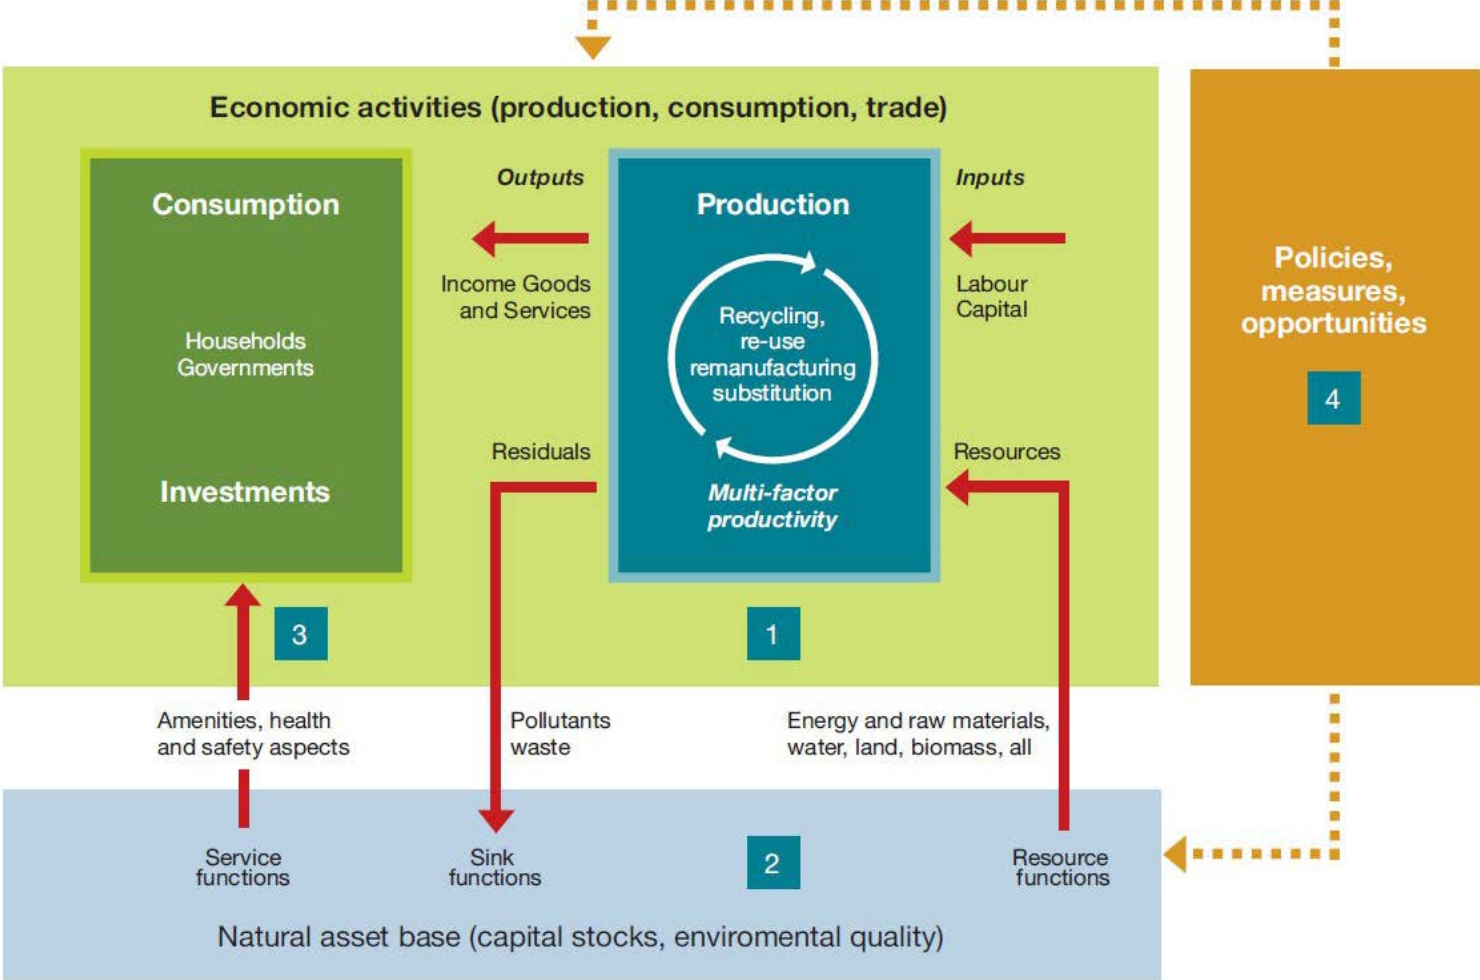 Economic activities (production, consumption, trade)
Consumption
Households
Governments
Investments
3
Outputs
Income Goods
and Services
Residuals
Production
Recycling,
re-use
remanufacturing
substitution
Multi-factor
productivity
1
Inputs
Labour
Capital
Resources
Policies,
measures,
opportunities
4
Amenities, health
and safety aspects
Pollutants
waste
Energy and raw materials,
water, land, biomass, all
Service
functions
Sink
functions
2
Resource
functions
Natural asset base (capital stocks, enviromental quality)